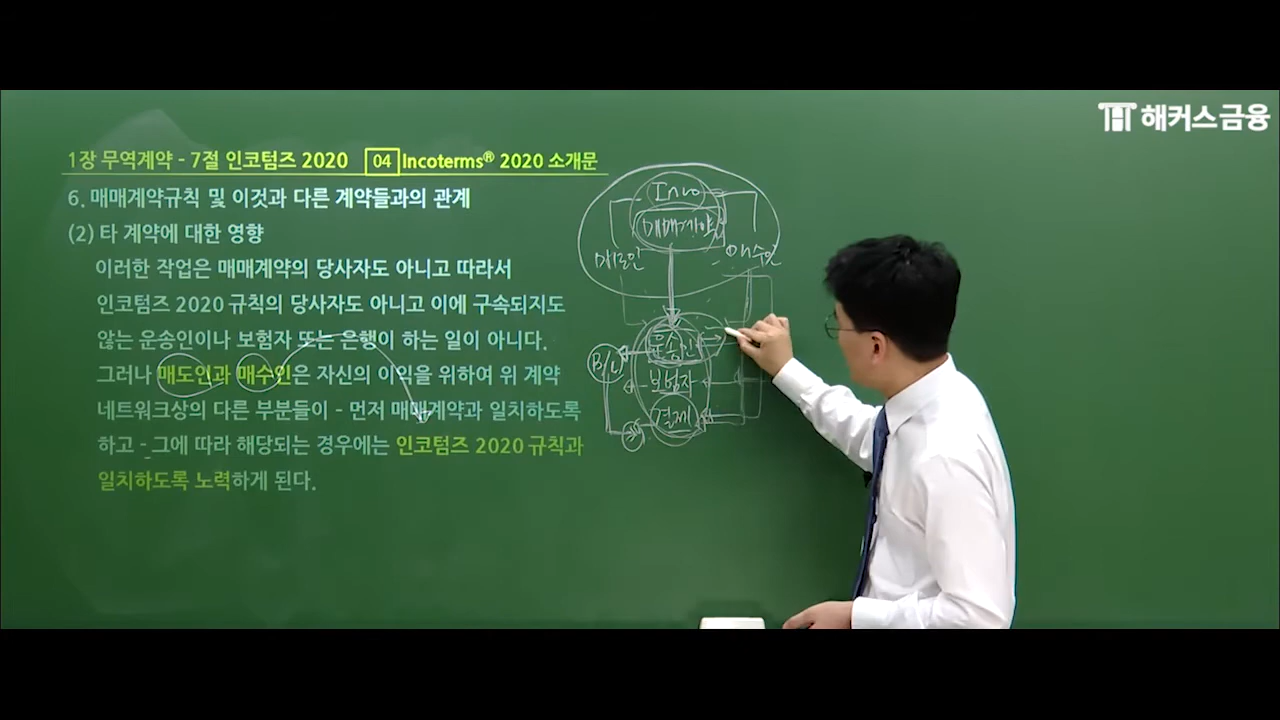 해커스금융
1장 무역계약 - 7절 인코텀즈 2020 04 Incoterms® 2020 소개문
6. 매매계약규칙 및 이것과 다른 계약들과의 관계
(2) 타 계약에 대한 영향
이러한 작업은 매매계약의 당사자도 아니고 따라서
인코텀즈 2020 규칙의 당사자도 아니고 이에 구속되지도
않는 운송인이나 보험자 또는 은행이 하는 일이 아니다.
그러나 매도인과 매수인은 자신의 이익을 위하여 위 계약
네트워크상의 다른 부분들이 - 먼저 매매계약과 일치하도록
하고 - 그에 따라 해당되는 경우에는 인코텀즈 2020 규칙과
일치하도록 노력하게 된다.
Inco
매매계약
매도인 매수인
운송인
B/L
보험자
결제